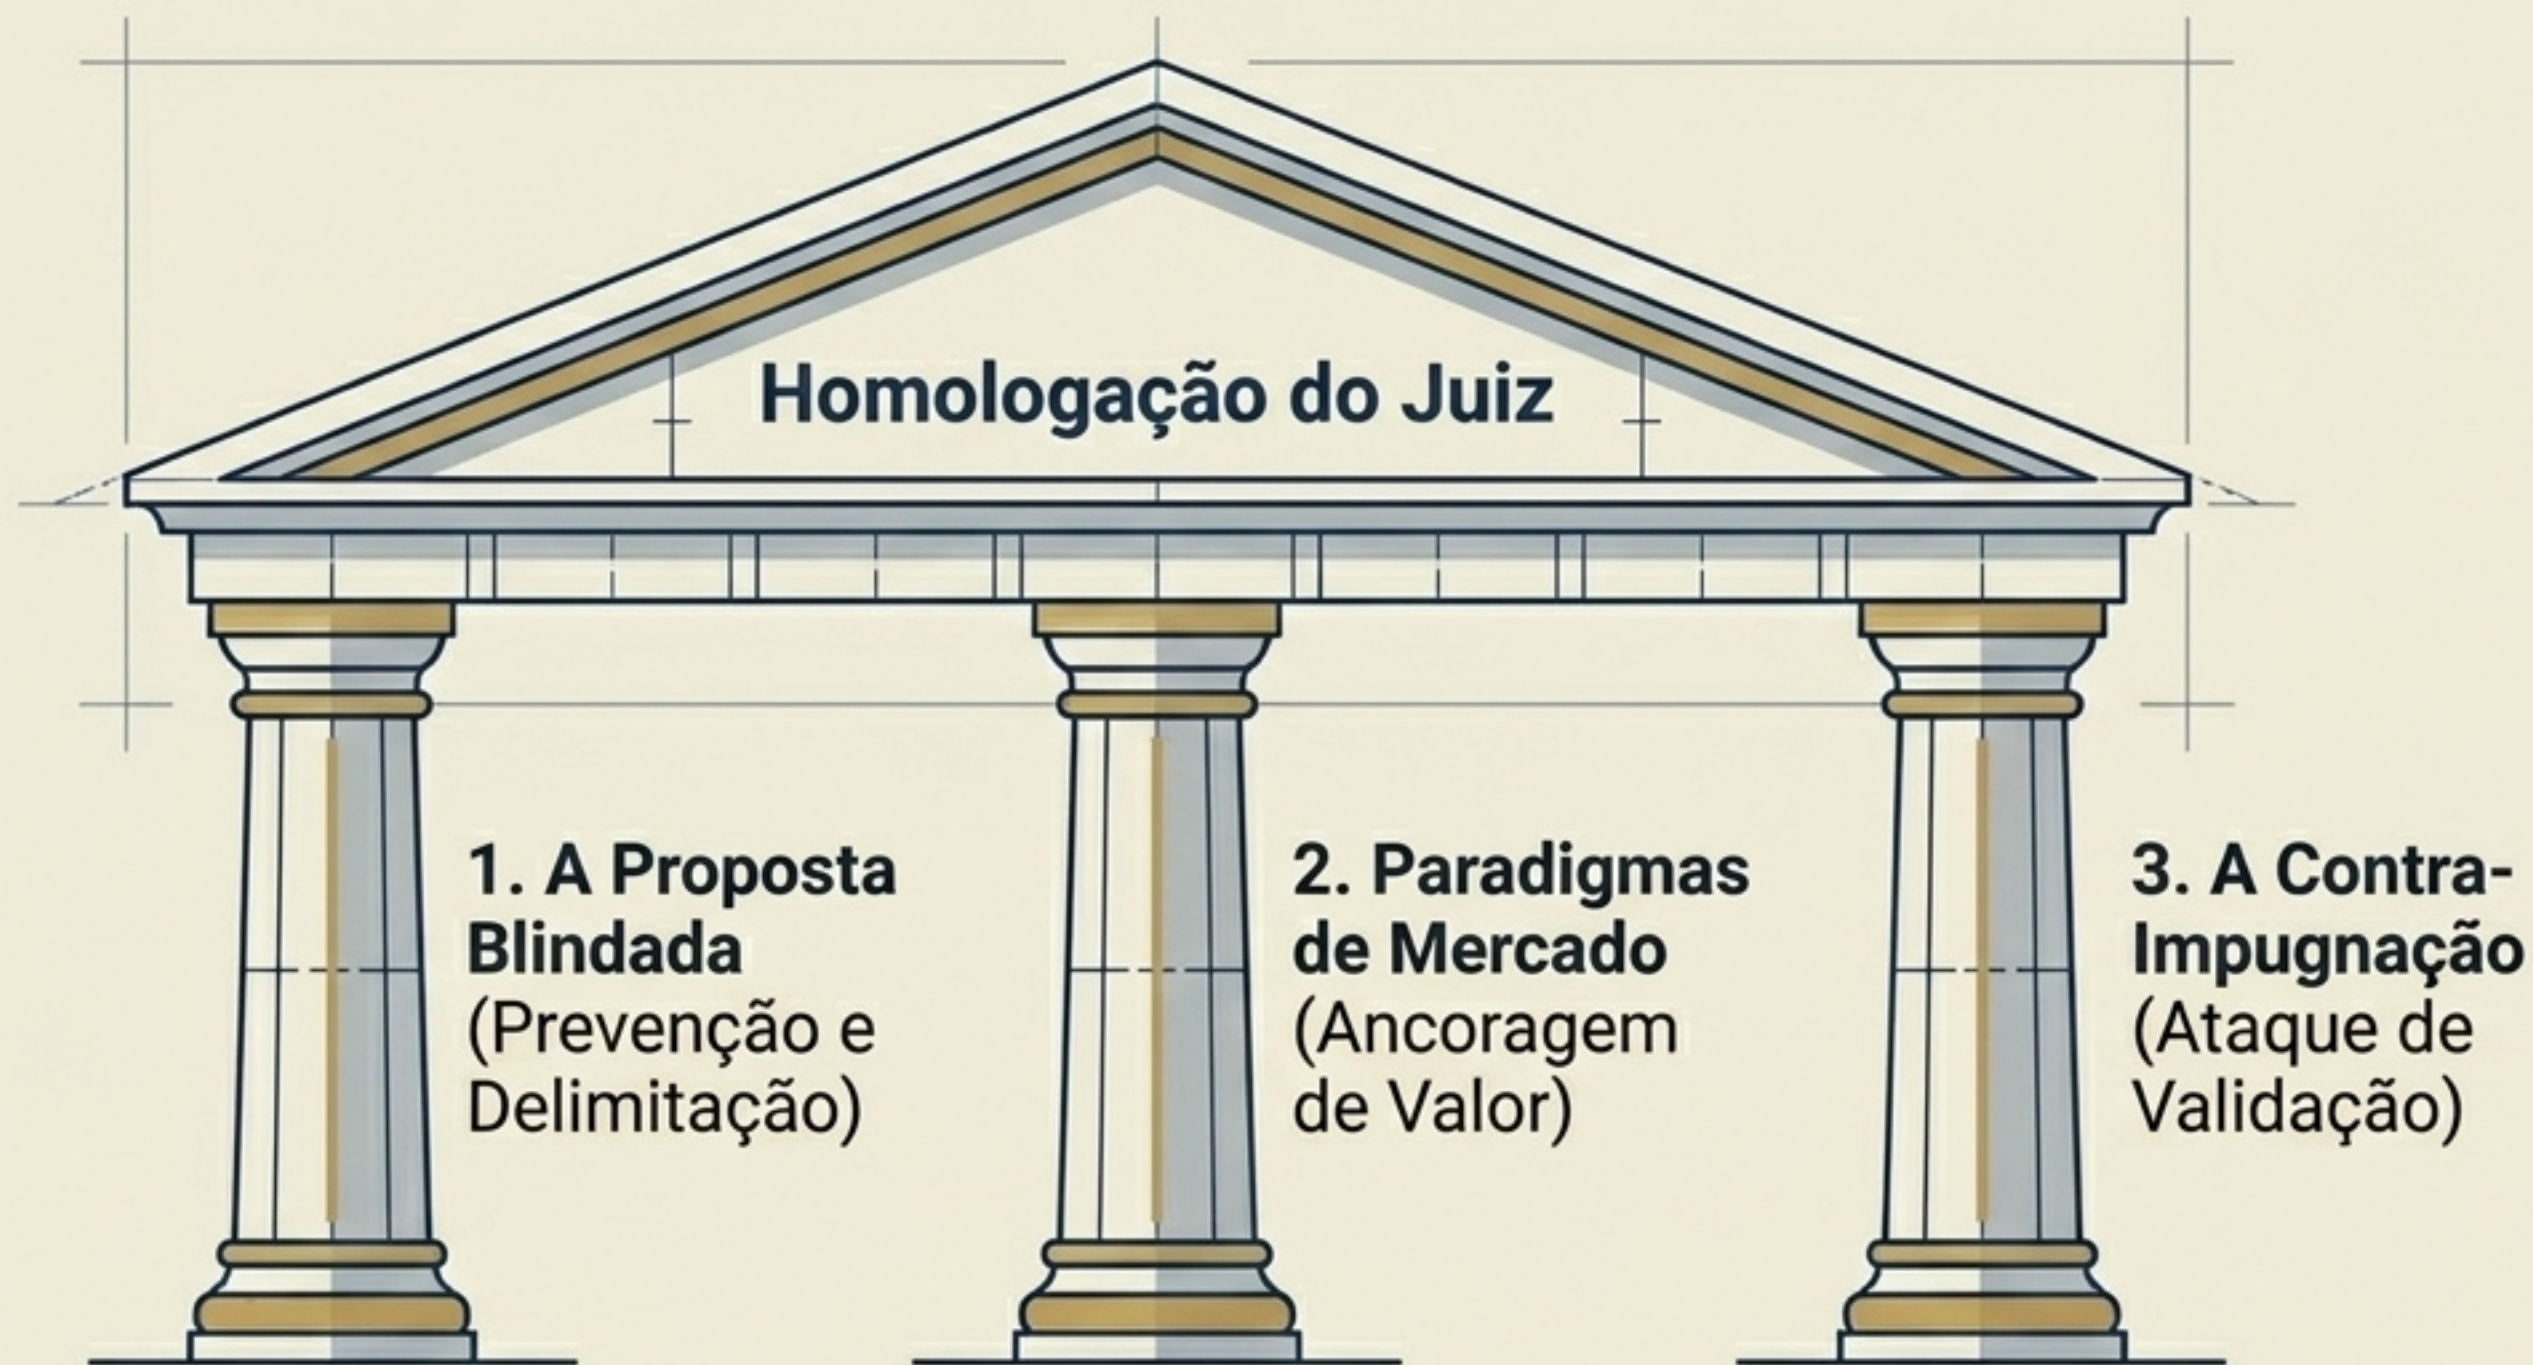 Homologação do Juiz
1. A Proposta
Blindada
(Prevenção e
Delimitação)
2. Paradigmas
de Mercado
(Ancoragem
de Valor)
3. A Contra-
Impugnação
(Ataque de
Validação)